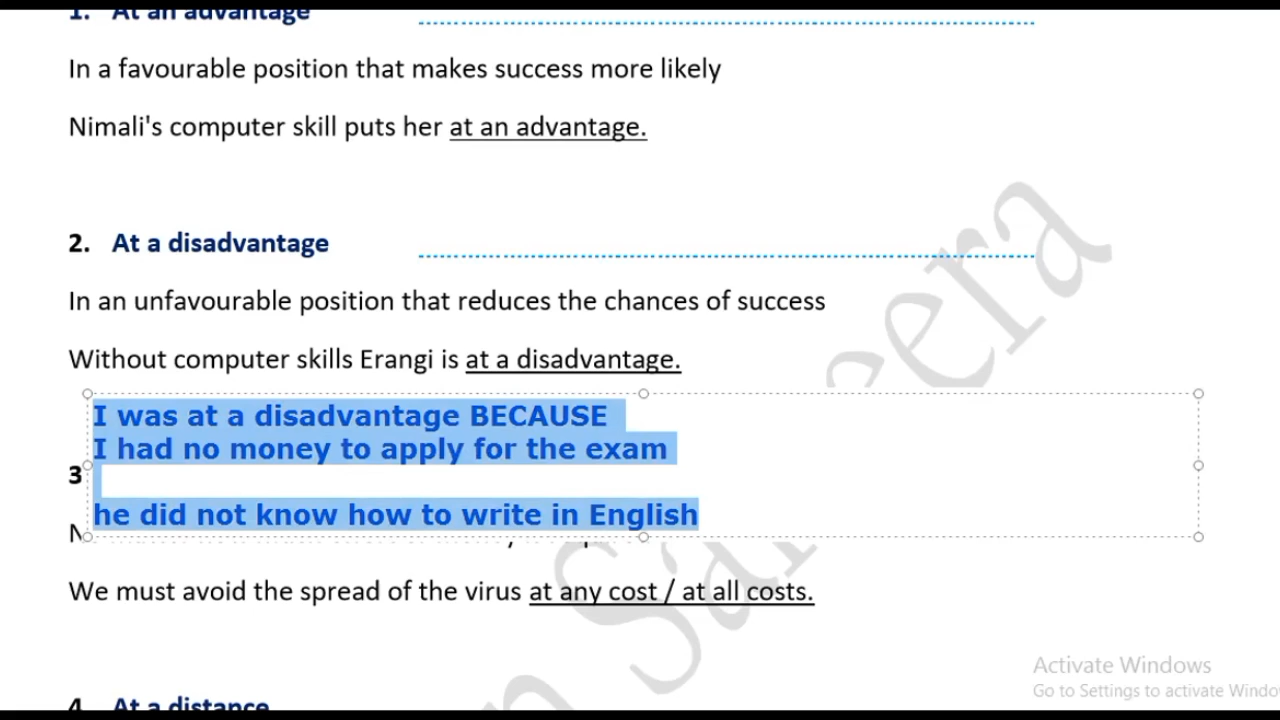 1. At an advantage
In a favourable position that makes success more likely
Nimali's computer skill puts her at an advantage.
2. At a disadvantage
In an unfavourable position that reduces the chances of success
Without computer skills Erangi is at a disadvantage.
I was at a disadvantage BECAUSE
I had no money to apply for the exam
3
he did not know how to write in English
We must avoid the spread of the virus at any cost / at all costs.
Activate Windows
Go to Settings to activate Windo
4. At a distance